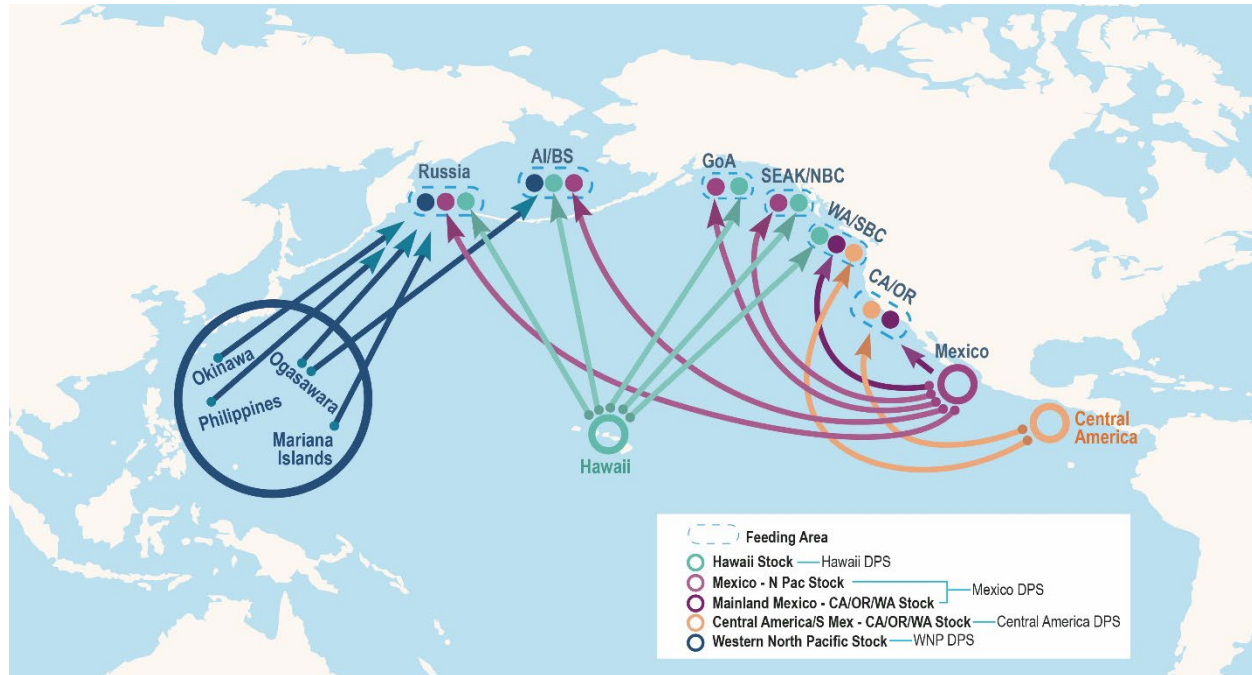 Russia
AI/BS
GoA
SEAK/NBC
WA/SBC
CA/OR
Mexico
Central
America
Okinawa
Ogasawara
Philippines
Mariana
Islands
Hawaii
Feeding Area
Hawaii Stock — Hawaii DPS
Mexico - N Pac Stock
Mexico DPS
Mainland Mexico - CA/OR/WA Stock
Central America/S Mex - CA/OR/WA Stock — Central America DPS
Western North Pacific Stock — WNP DPS